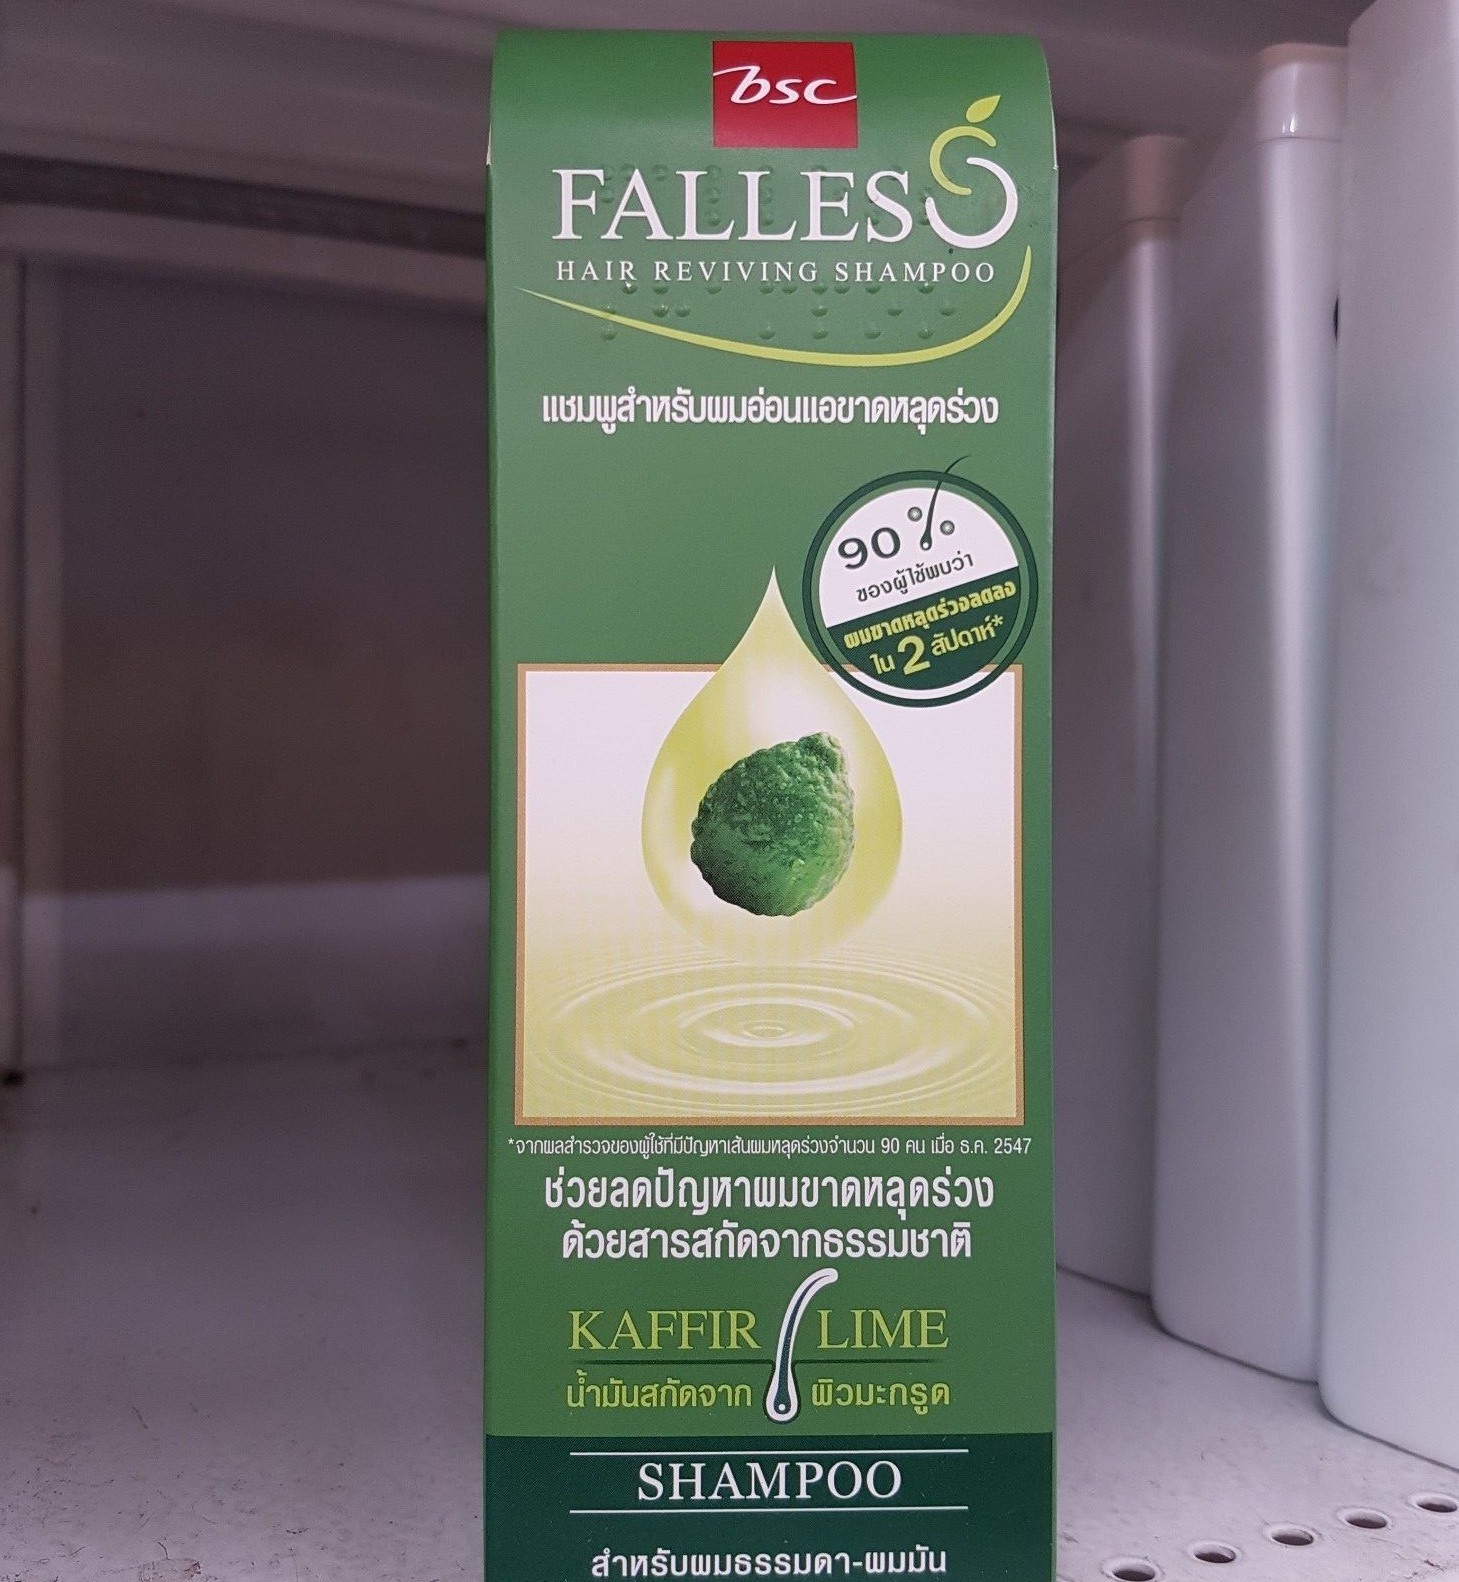 bsc
FALLES
HAIR REVIVING SHAMPOO
แชมพูสำหรับผมอ่อนแอขาดหลุดร่วง
90%
ของผู้ใช้พบว่า
ผมขาดหลุดร่วงลดลง
ใน 2 สัปดาห์*
*จากผลสำรวจของผู้ใช้ที่มีปัญหาเส้นผมหลุดร่วงจำนวน 90 คน เมื่อ ธ.ค. 2547
ช่วยลดปัญหาผมขาดหลุดร่วง
ด้วยสารสกัดจากธรรมชาติ
KAFFIR LIME
น้ำมันสกัดจาก ผิวมะกรูด
SHAMPOO
สำหรับผมธรรมดา-ผมมัน